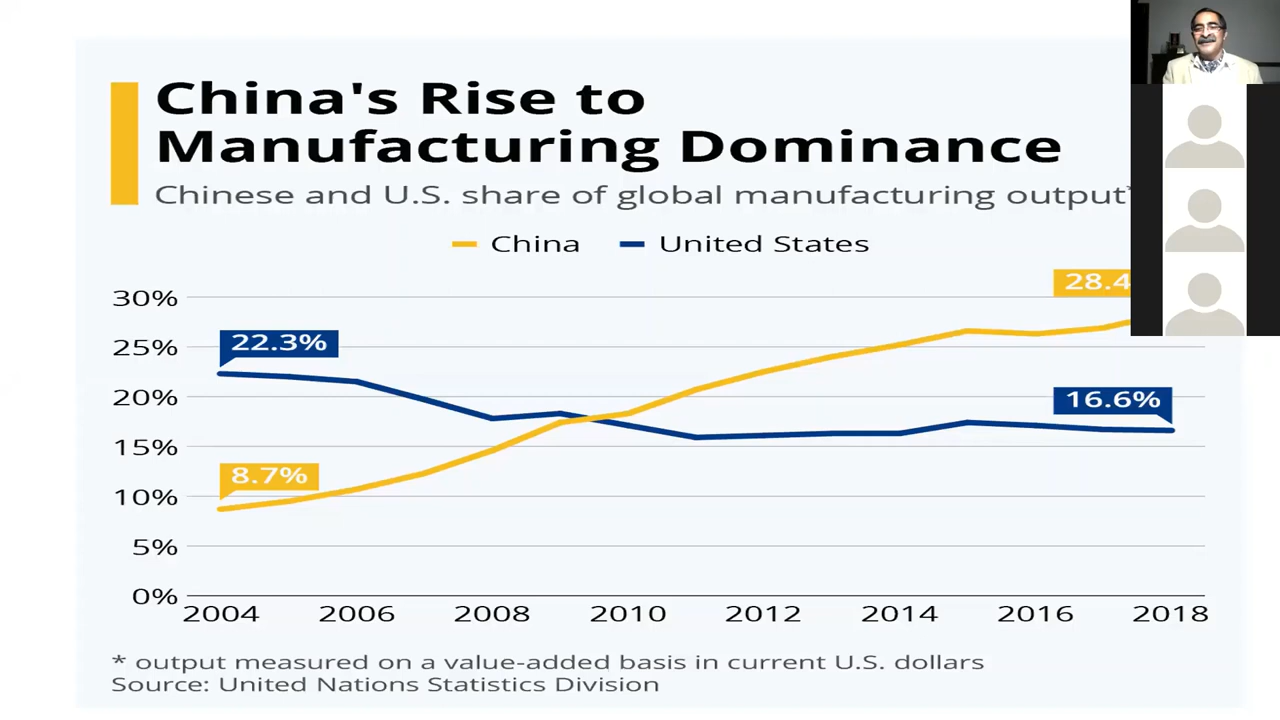 China's Rise to
Manufacturing Dominance
Chinese and U.S. share of global manufacturing output*
China United States
28.4
30%
22.3%
25%
20%
16.6%
15%
8.7%
10%
5%
0%
2004 2006 2008 2010 2012 2014 2016 2018
* output measured on a value-added basis in current U.S. dollars
Source: United Nations Statistics Division